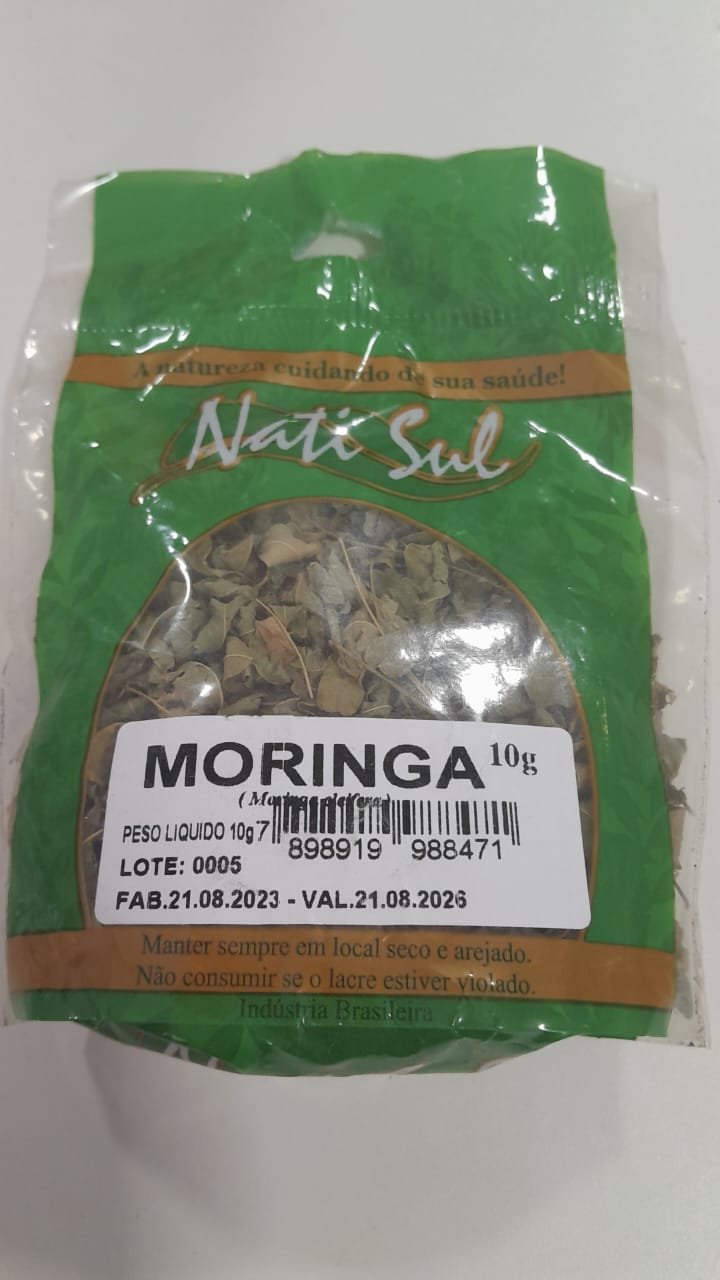 A natureza cuidando de sua saúde!
Nati Sul
MORINGA 10g
(Moringa oleifera)
PESO LIQUIDO 10g
7 898919 988471
LOTE: 0005
FAB.21.08.2023 - VAL.21.08.2026
Manter sempre em local seco e arejado.
Não consumir se o lacre estiver violado.
Indústria Brasileira